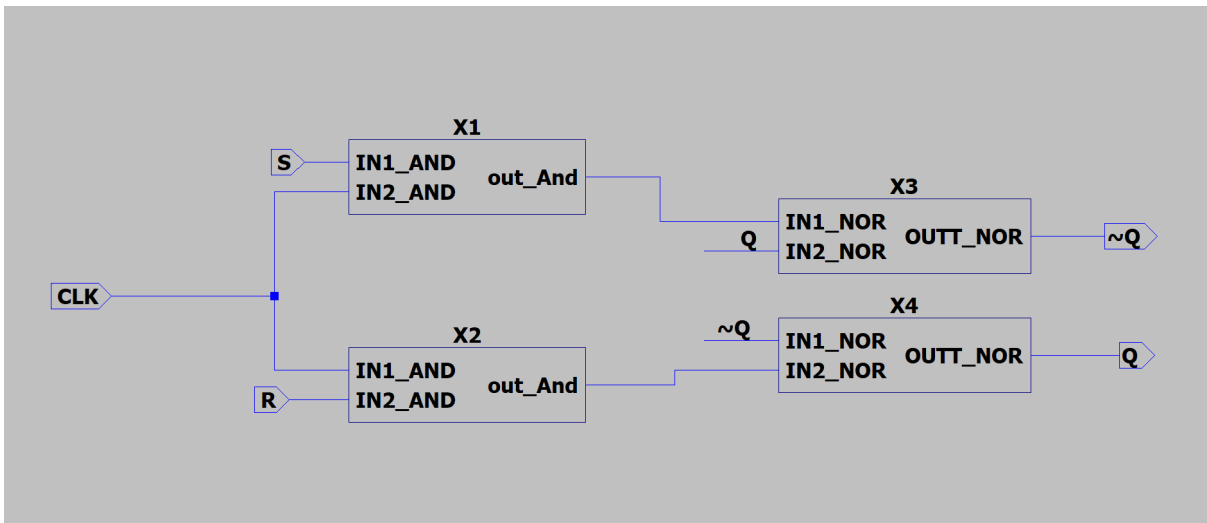 X1
S
IN1_AND
IN2_AND
out_And
X3
IN1_NOR
Q
IN2_NOR
OUTT_NOR
~Q
CLK
X4
~Q
IN1_NOR
IN2_NOR
OUTT_NOR
Q
X2
IN1_AND
R
IN2_AND
out_And